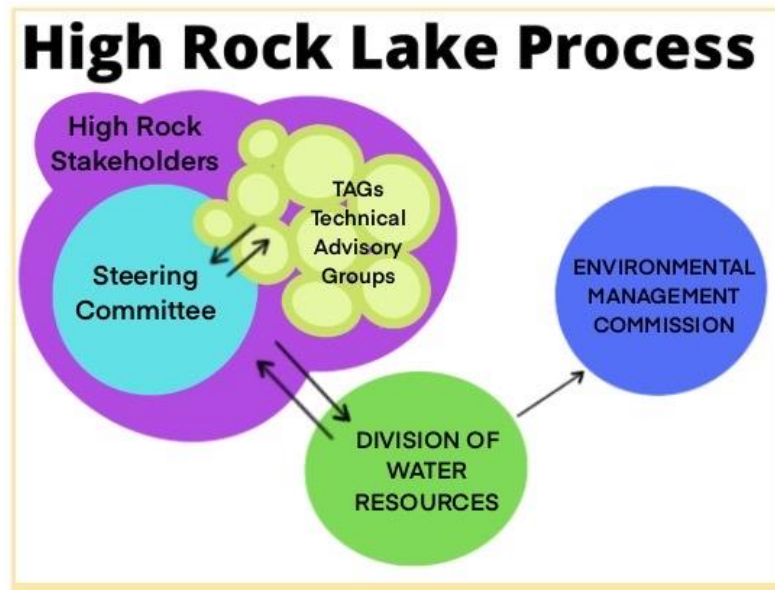 High Rock Lake Process
High Rock
Stakeholders
TAGs
Technical
Advisory
Groups
Steering
Committee
ENVIRONMENTAL
MANAGEMENT
COMMISSION
DIVISION OF
WATER
RESOURCES